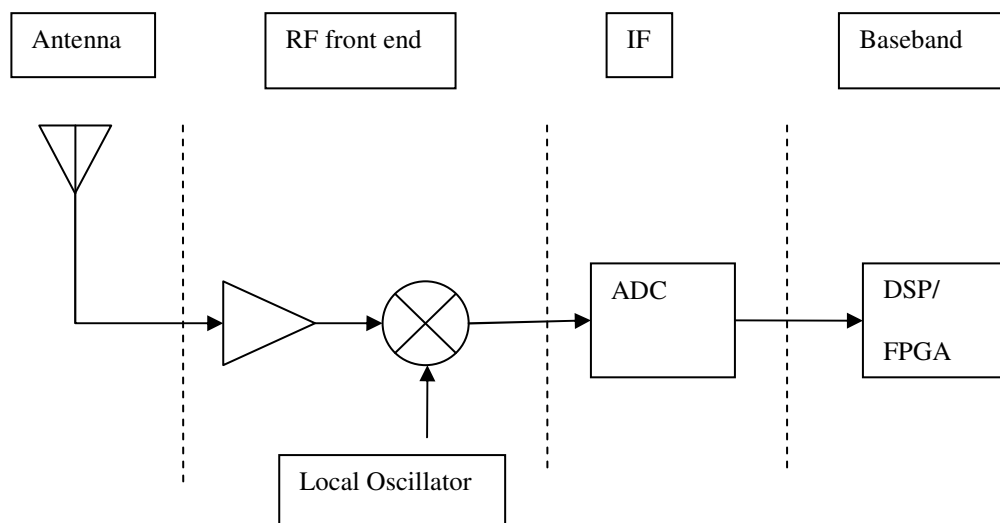 Antenna
RF front end
IF
Baseband
ADC
DSP/
FPGA
Local Oscillator